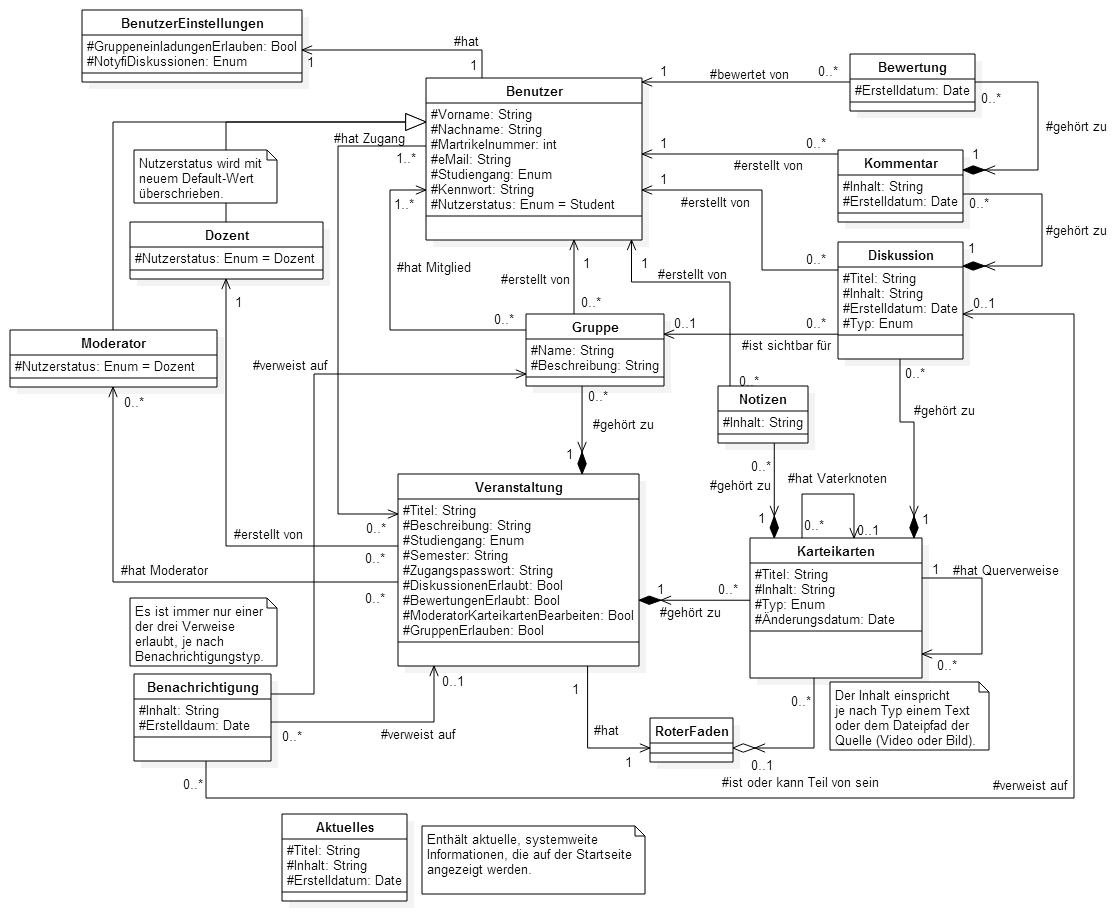 BenutzerEinstellungen
#GruppeneinladungenErlauben: Bool
#NotyfiDiskussionen: Enum
#hat
1
1
Benutzer
#Vorname: String
#Nachname: String
#Martrikelnummer: int
#eMail: String
#Studiengang: Enum
#Kennwort: String
#Nutzerstatus: Enum = Student
1
#bewertet von
0..*
Bewertung
#Erstelldatum: Date
0..*
#gehört zu
1
1
#erstellt von
0..*
Kommentar
#Inhalt: String
#Erstelldatum: Date
0..*
#gehört zu
1
1
#erstellt von
0..*
Diskussion
#Titel: String
#Inhalt: String
#Erstelldatum: Date
#Typ: Enum
0..1
#hat Zugang
1..*
1..*
#hat Mitglied
0..*
Nutzerstatus wird mit
neuem Default-Wert
überschrieben.
Dozent
#Nutzerstatus: Enum = Dozent
1
Moderator
#Nutzerstatus: Enum = Dozent
0..*
1
#erstellt von
0..*
1
#erstellt von
0..*
Gruppe
#Name: String
#Beschreibung: String
0..1
0..*
#ist sichtbar für
#verweist auf
0..*
#gehört zu
1
Notizen
#Inhalt: String
0..*
#gehört zu
1
0..*
#gehört zu
1
#hat Vaterknoten
0..*
0..1
Veranstaltung
#Titel: String
#Beschreibung: String
#Studiengang: Enum
#Semester: String
#Zugangspasswort: String
#DiskussionenErlaubt: Bool
#BewertungenErlaubt: Bool
#ModeratorKarteikartenBearbeiten: Bool
#GruppenErlauben: Bool
0..*
#erstellt von
0..*
#hat Moderator
0..*
1
#gehört zu
0..*
Karteikarten
#Titel: String
#Inhalt: String
#Typ: Enum
#Änderungsdatum: Date
1
#hat Querverweise
0..*
Es ist immer nur einer
der drei Verweise
erlaubt, je nach
Benachrichtigungstyp.
Benachrichtigung
#Inhalt: String
#Erstelldaum: Date
0..*
#verweist auf
0..1
0..*
1
#hat
1
RoterFaden
0..1
0..*
#ist oder kann Teil von sein
Der Inhalt einspricht
je nach Typ einem Text
oder dem Dateipfad der
Quelle (Video oder Bild).
#verweist auf
Aktuelles
#Titel: String
#Inhalt: String
#Erstelldatum: Date
Enthält aktuelle, systemweite
Informationen, die auf der Startseite
angezeigt werden.